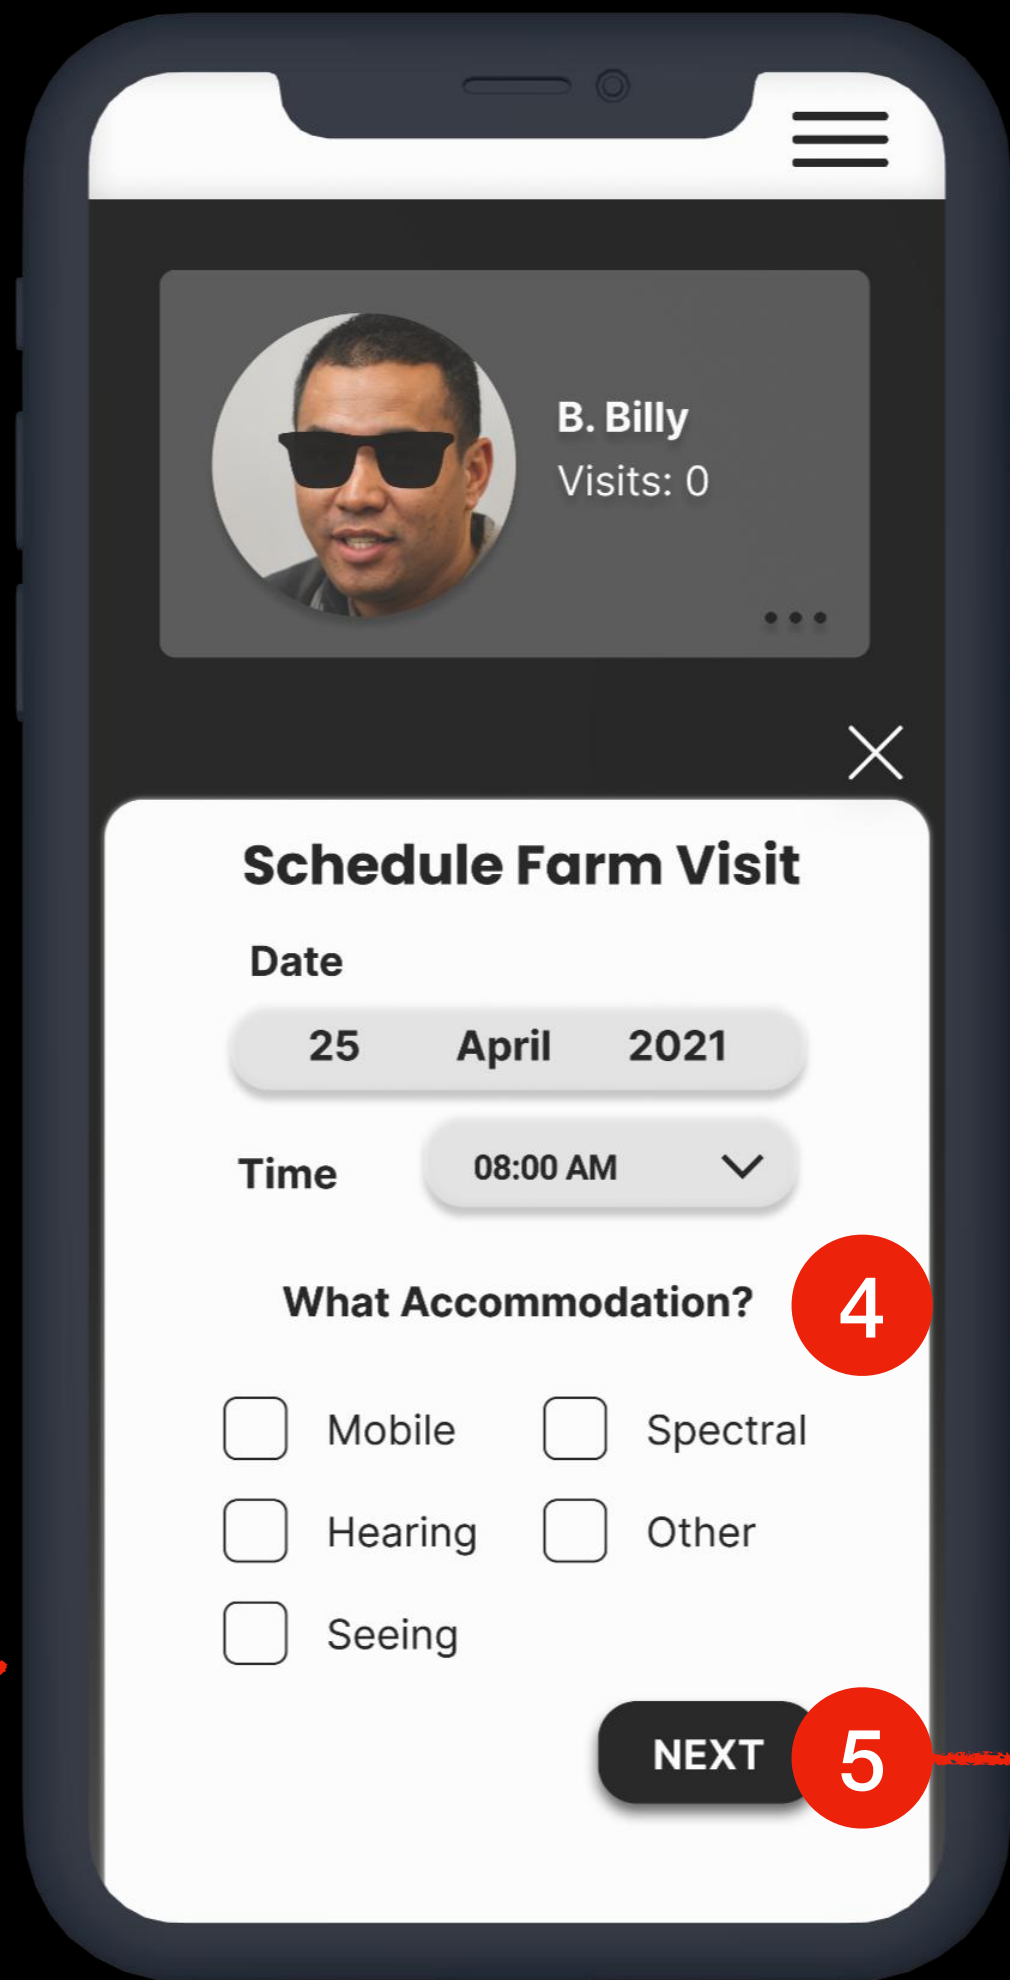 B. Billy
Visits: 0
Schedule Farm Visit
Date
25 April 2021
Time 08:00 AM
What Accommodation? 4
Mobile Spectral
Hearing Other
Seeing
NEXT 5